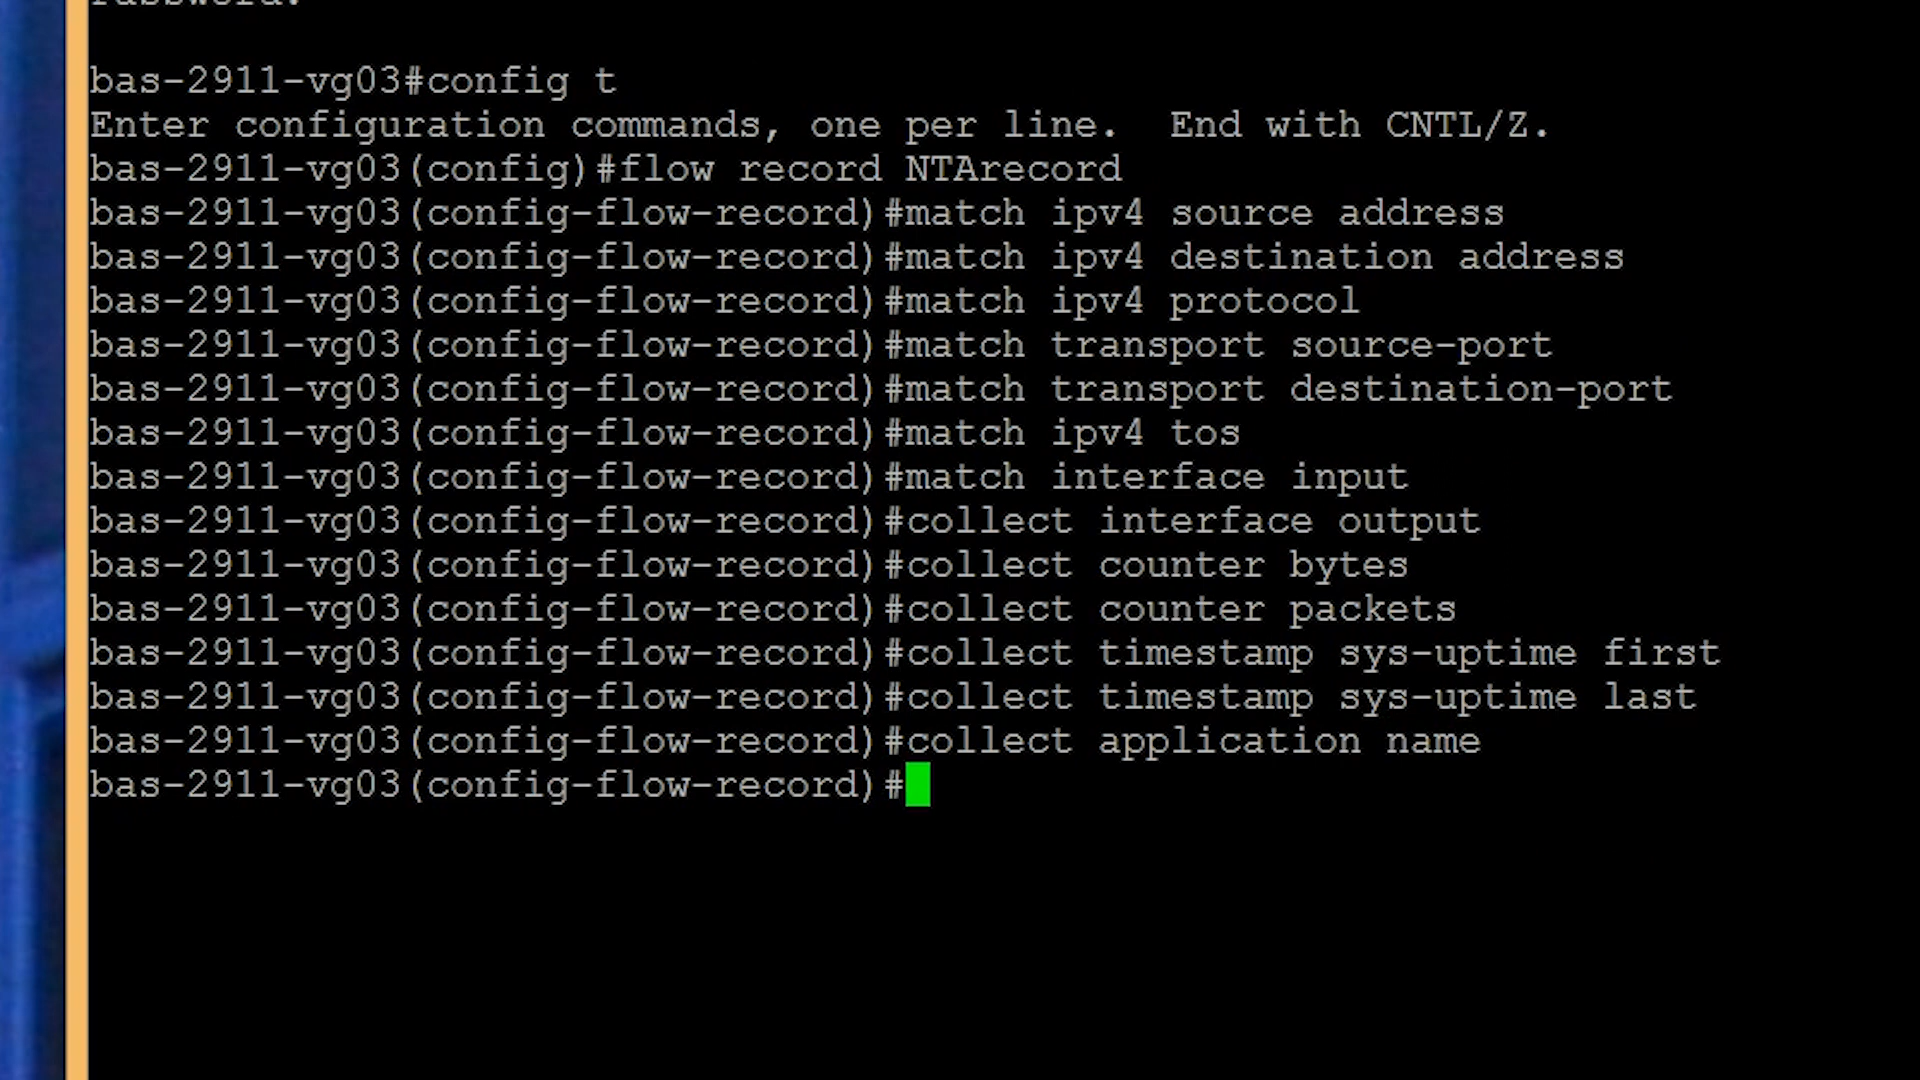 Password:
bas-2911-vg03#config t
Enter configuration commands, one per line.  End with CNTL/Z.
bas-2911-vg03(config)#flow record NTArecord
bas-2911-vg03(config-flow-record)#match ipv4 source address
bas-2911-vg03(config-flow-record)#match ipv4 destination address
bas-2911-vg03(config-flow-record)#match ipv4 protocol
bas-2911-vg03(config-flow-record)#match transport source-port
bas-2911-vg03(config-flow-record)#match transport destination-port
bas-2911-vg03(config-flow-record)#match ipv4 tos
bas-2911-vg03(config-flow-record)#match interface input
bas-2911-vg03(config-flow-record)#collect interface output
bas-2911-vg03(config-flow-record)#collect counter bytes
bas-2911-vg03(config-flow-record)#collect counter packets
bas-2911-vg03(config-flow-record)#collect timestamp sys-uptime first
bas-2911-vg03(config-flow-record)#collect timestamp sys-uptime last
bas-2911-vg03(config-flow-record)#collect application name
bas-2911-vg03(config-flow-record)#